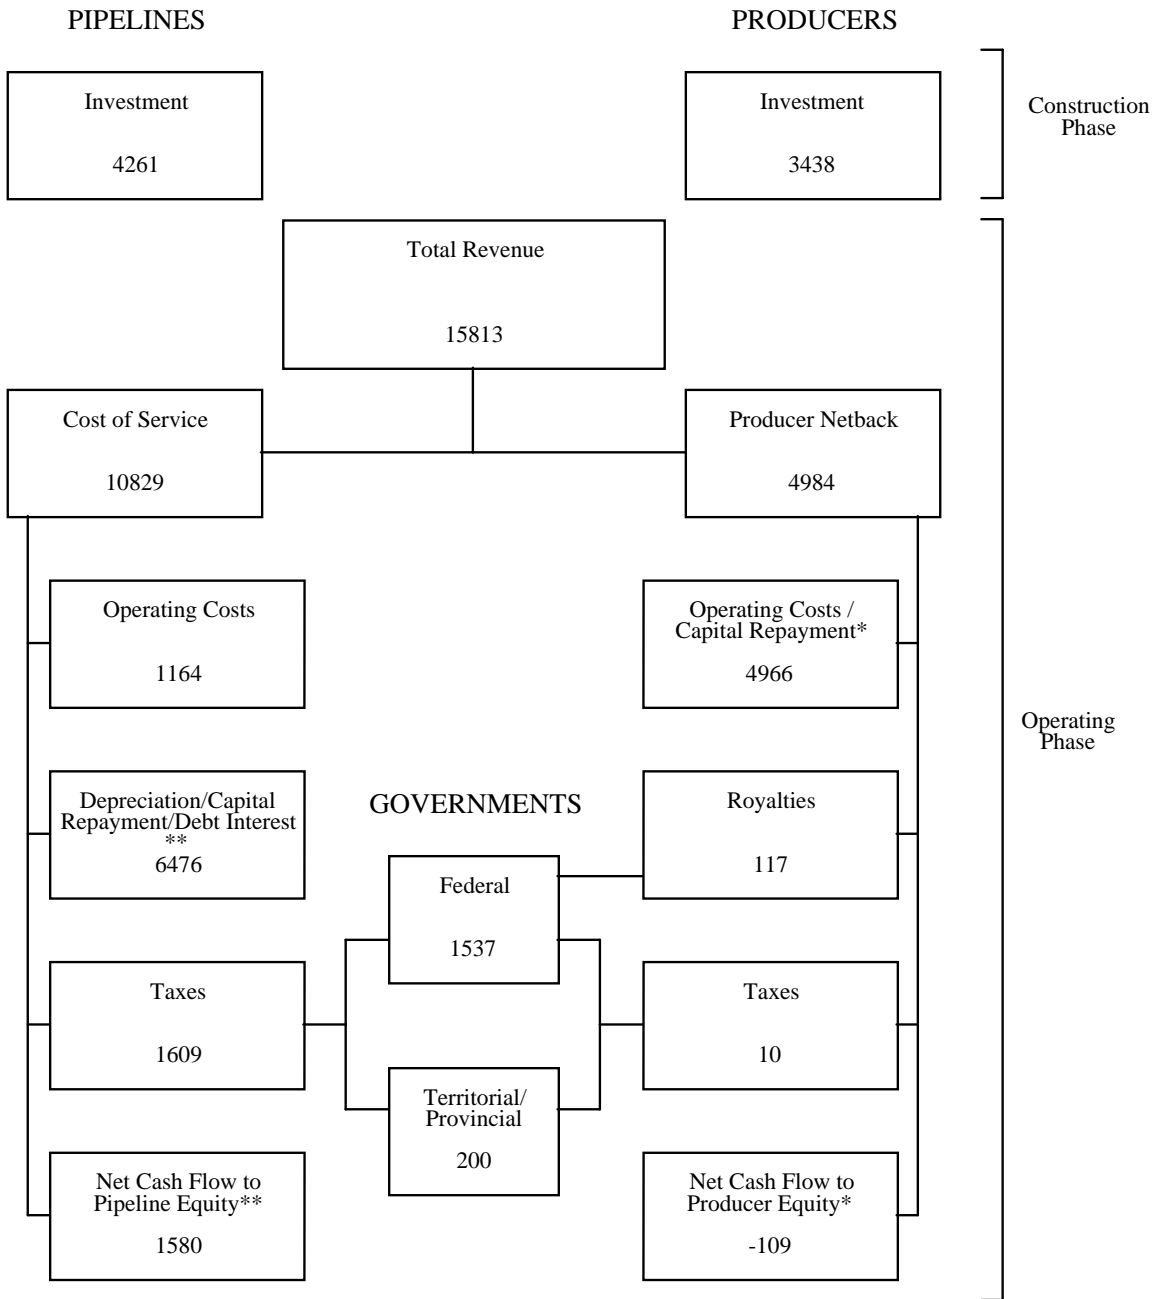 PIPELINES
PRODUCERS
Investment
4261
Investment
3438
Construction
Phase
Total Revenue
15813
Cost of Service
10829
Producer Netback
4984
Operating Costs
1164
Operating Costs /
Capital Repayment*
4966
Operating
Phase
Depreciation/Capital
Repayment/Debt Interest
**
6476
GOVERNMENTS
Royalties
117
Federal
1537
Taxes
1609
Taxes
10
Territorial/
Provincial
200
Net Cash Flow to
Pipeline Equity**
1580
Net Cash Flow to
Producer Equity*
-109